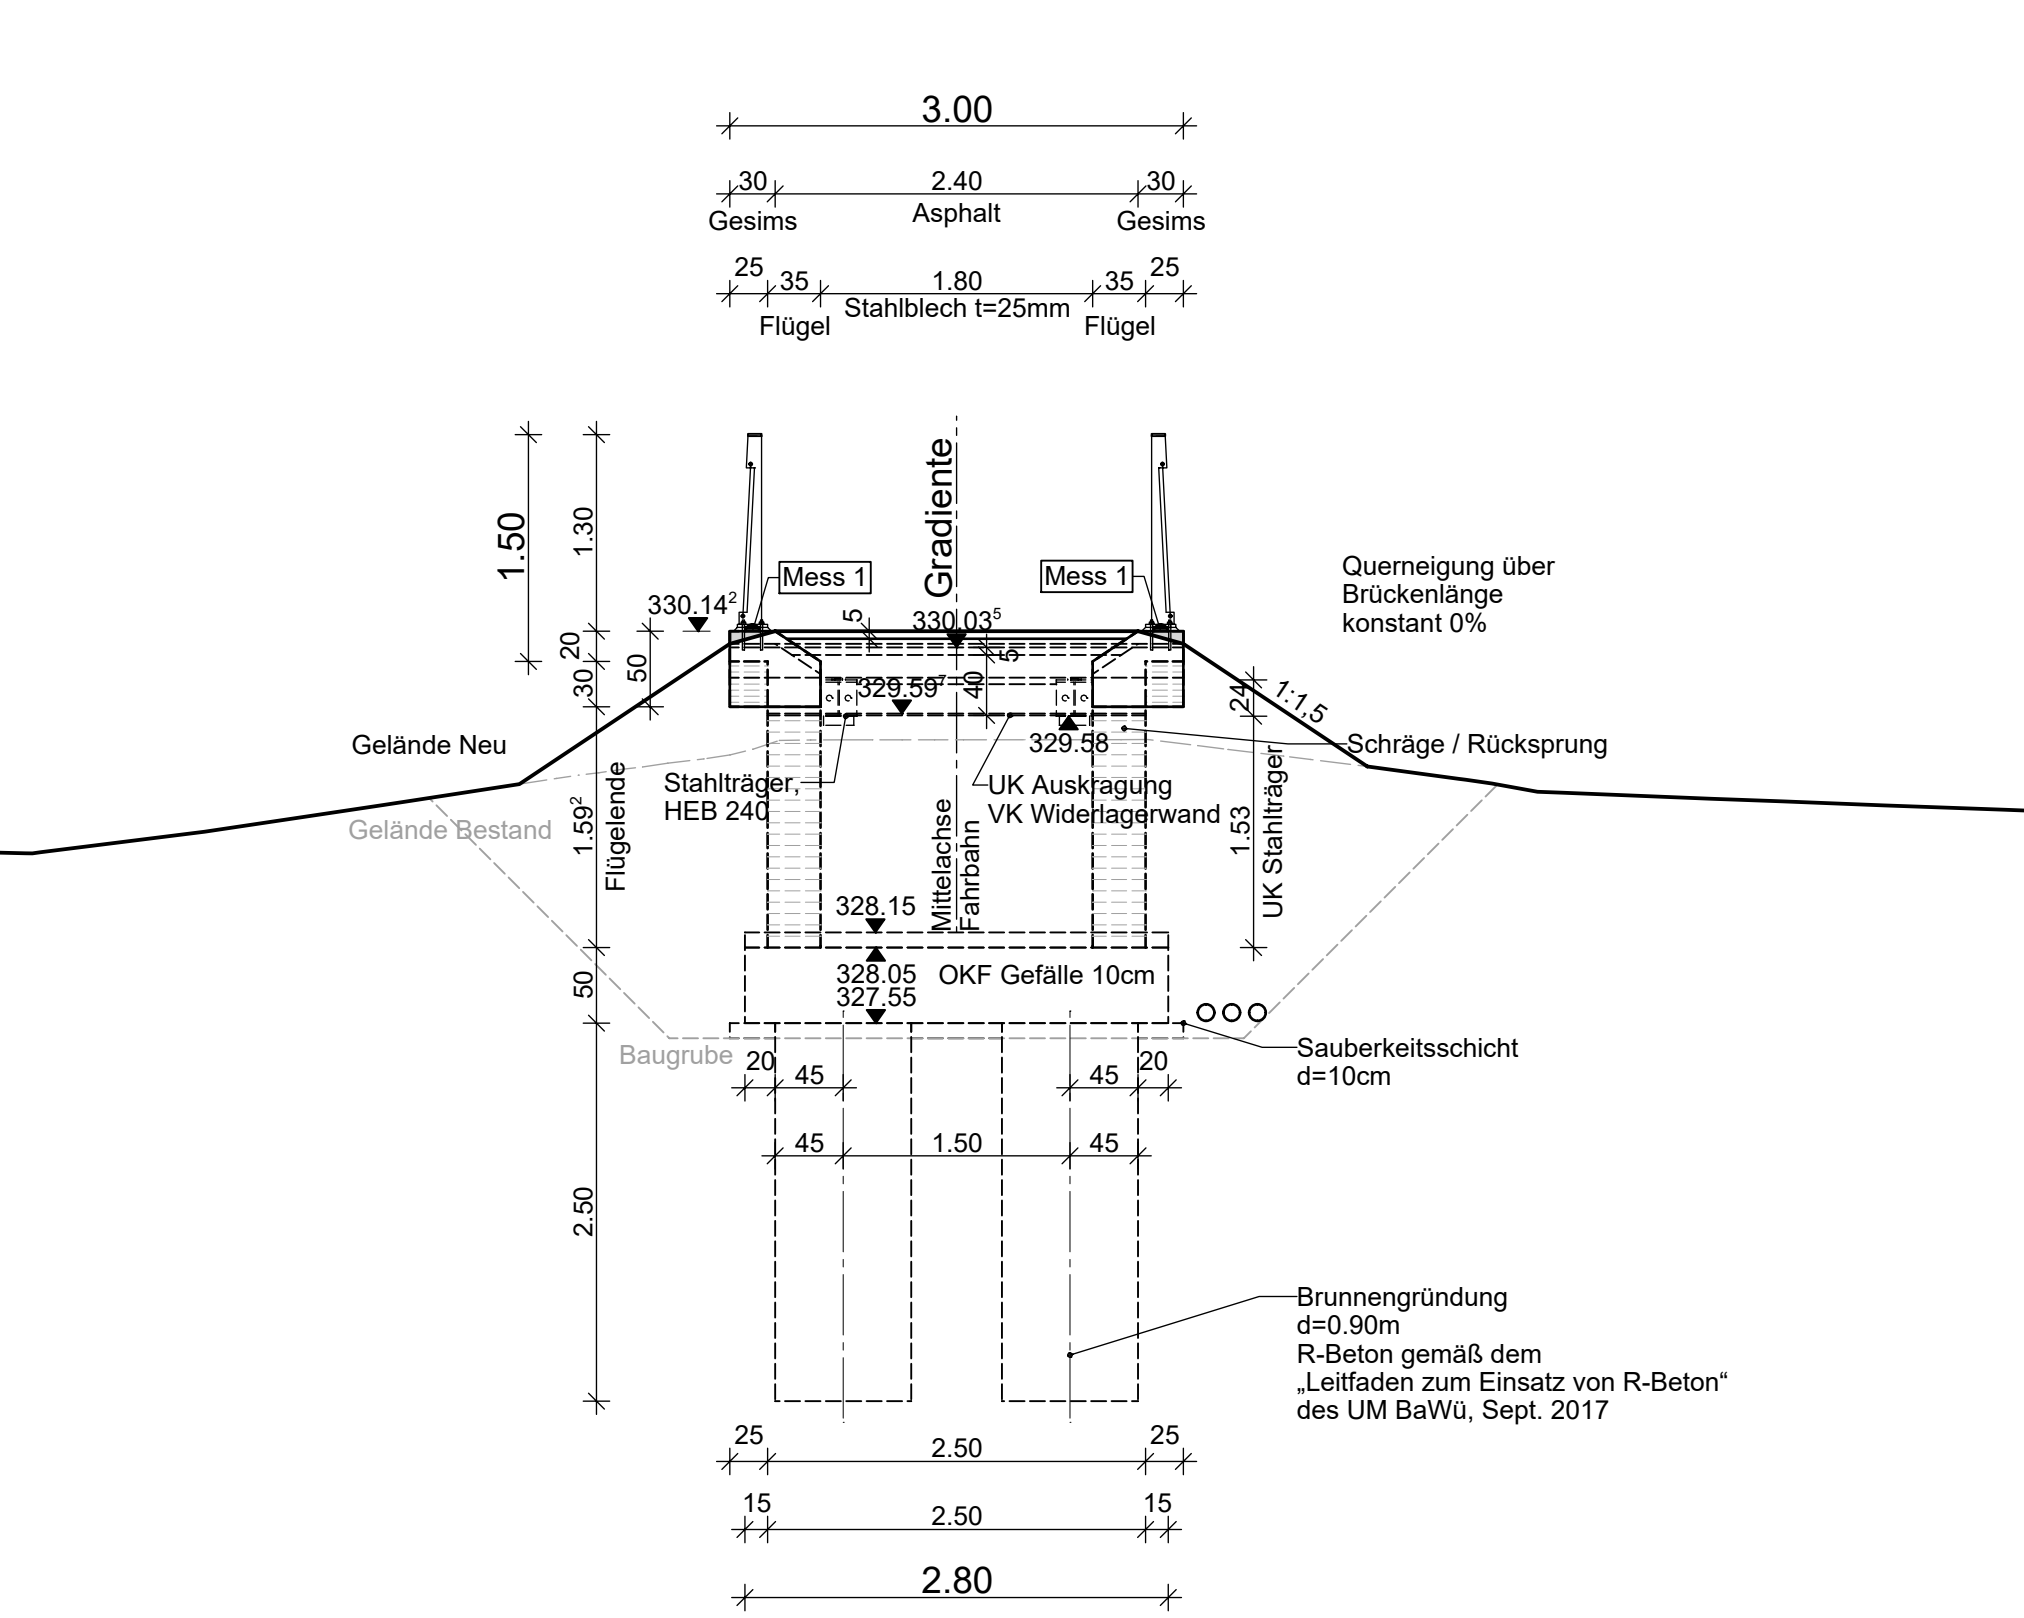 3.00
30
2.40
30
Gesims
Asphalt
Gesims
25
35
1.80
35
25
Stahlblech t=25mm
Flügel
Flügel
1.50
1.30
Gradiente
Mess 1
Mess 1
Querneigung über
Brückenlänge
konstant 0%
330.14²
5
330.03⁵
20
50
30
5
40
329.59⁷
24
1:1,5
329.58
Gelände Neu
Schräge / Rücksprung
Stahlträger,
HEB 240
UK Auskragung
VK Widerlagerwand
Gelände Bestand
1.59²
Flügelende
Mittelachse
Fahrbahn
1.53
UK Stahlträger
328.15
328.05
OKF Gefälle 10cm
327.55
50
Baugrube
Sauberkeitsschicht
d=10cm
20
45
45
20
45
1.50
45
2.50
Brunnengründung
d=0.90m
R-Beton gemäß dem
„Leitfaden zum Einsatz von R-Beton“
des UM BaWü, Sept. 2017
25
2.50
25
15
2.50
15
2.80